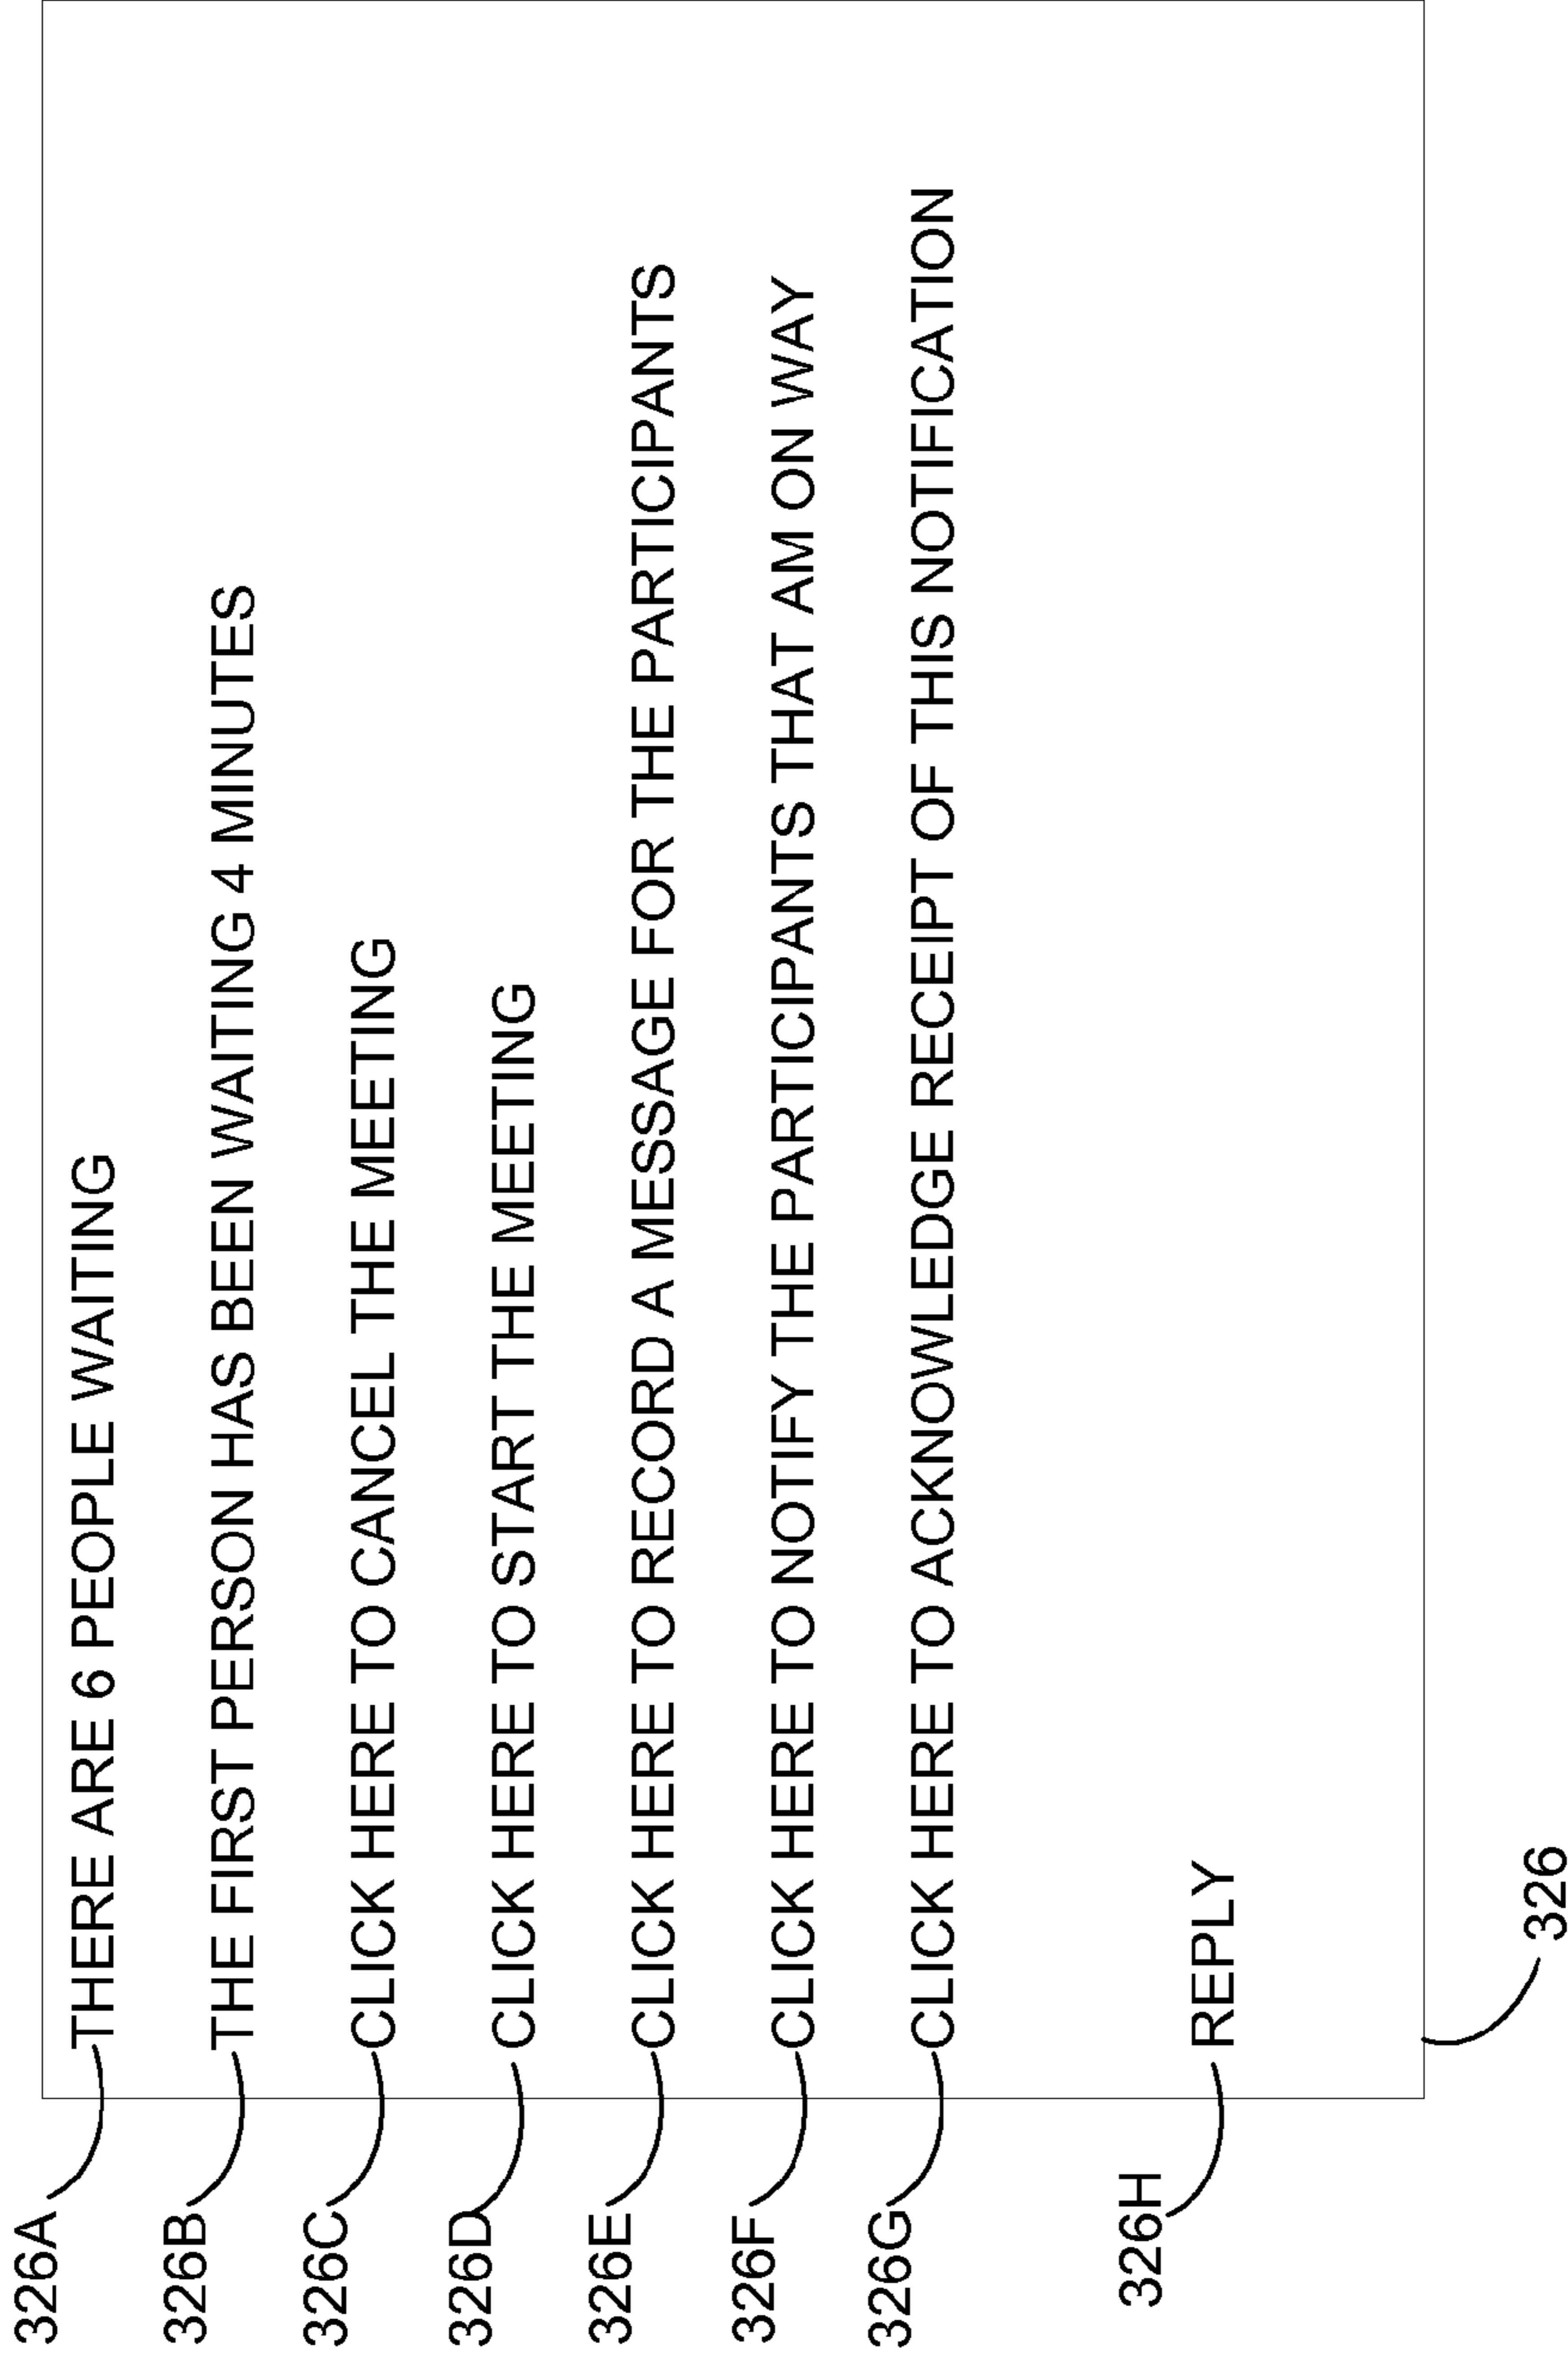 326A THERE ARE 6 PEOPLE WAITING
326B THE FIRST PERSON HAS BEEN WAITING 4 MINUTES
326C CLICK HERE TO CANCEL THE MEETING
326D CLICK HERE TO START THE MEETING
326E CLICK HERE TO RECORD A MESSAGE FOR THE PARTICIPANTS
326F CLICK HERE TO NOTIFY THE PARTICIPANTS THAT AM ON WAY
326G CLICK HERE TO ACKNOWLEDGE RECEIPT OF THIS NOTIFICATION
326H REPLY
326